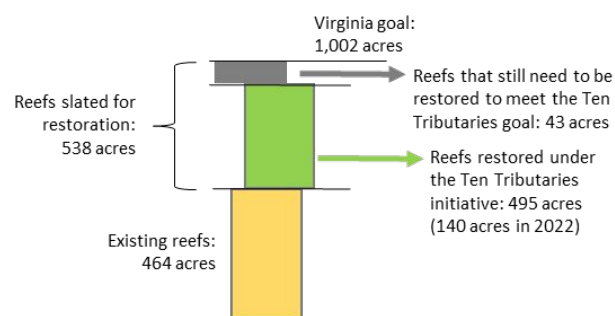 Virginia goal:
1,002 acres
Reefs slated for
restoration:
538 acres
Reefs that still need to be
restored to meet the Ten
Tributaries goal: 43 acres
Reefs restored under
the Ten Tributaries
initiative: 495 acres
(140 acres in 2022)
Existing reefs:
464 acres